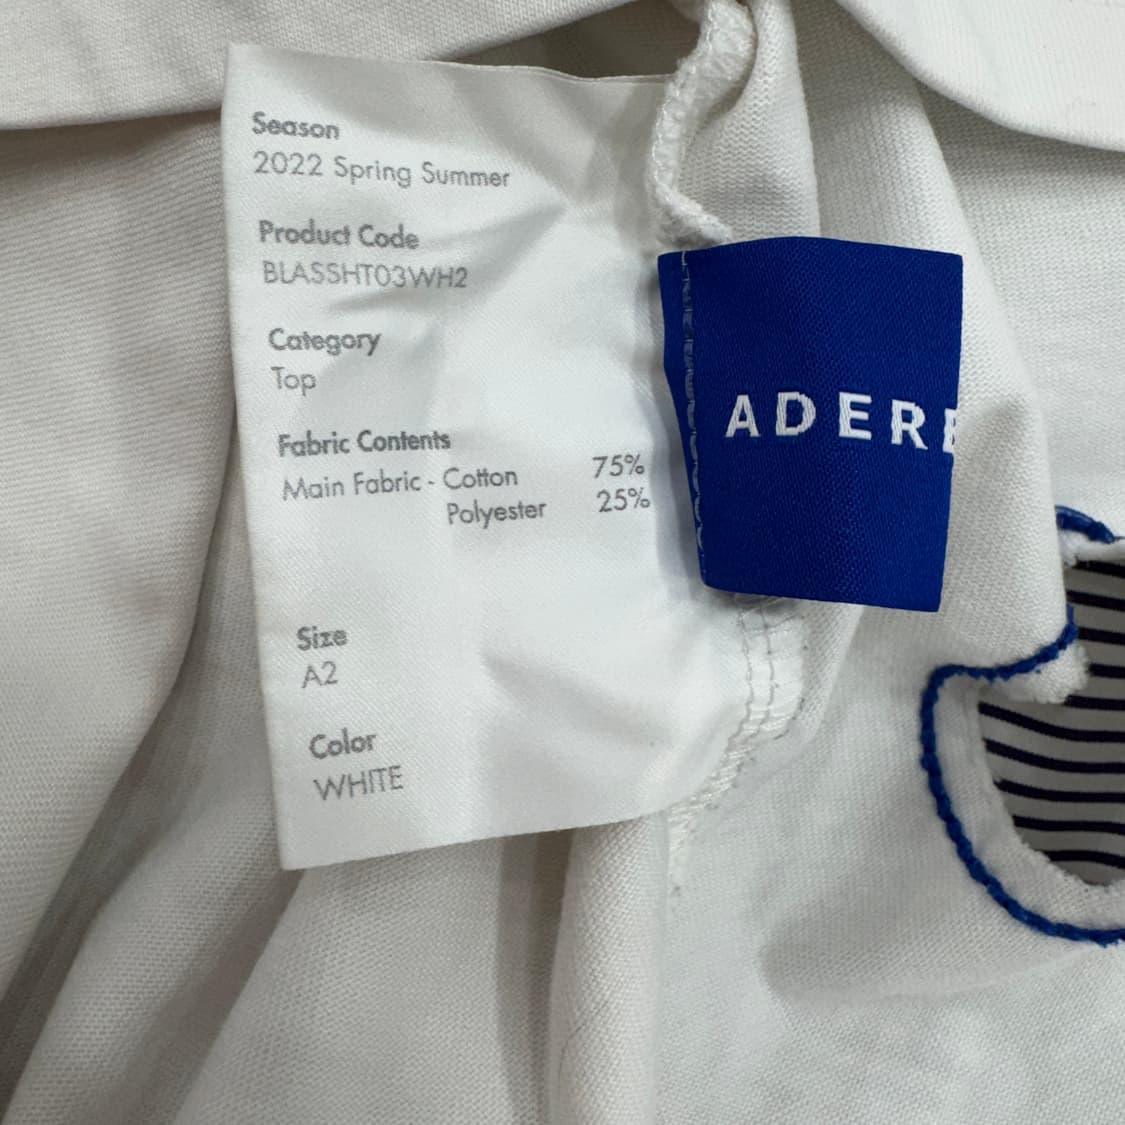 Season
2022 Spring Summer
Product Code
BLASSHT03WH2
Category
Top
Fabric Contents
Main Fabric - Cotton 75%
Polyester 25%
Size
A2
Color
WHITE
ADER